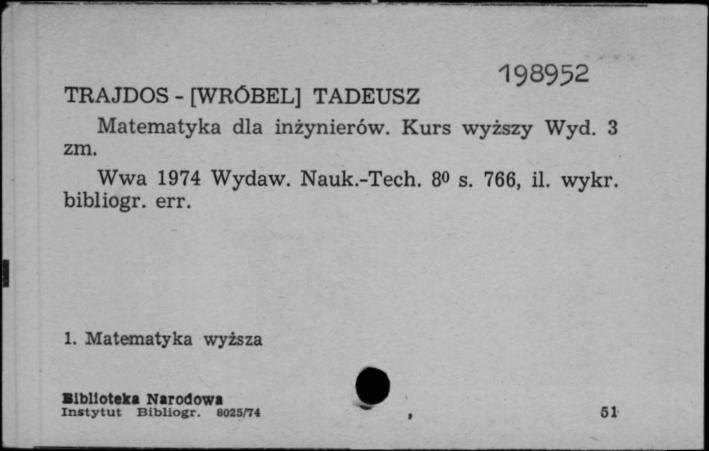 198952
TRAJDOS - [WRÓBEL] TADEUSZ
Matematyka dla inżynierów. Kurs wyższy Wyd. 3
zm.
Wwa 1974 Wydaw. Nauk.-Tech. 8⁰ s. 766, il. wykr.
bibliogr. err.
1. Matematyka wyższa
Biblioteka Narodowa
Instytut Bibliogr. 8025/74
51